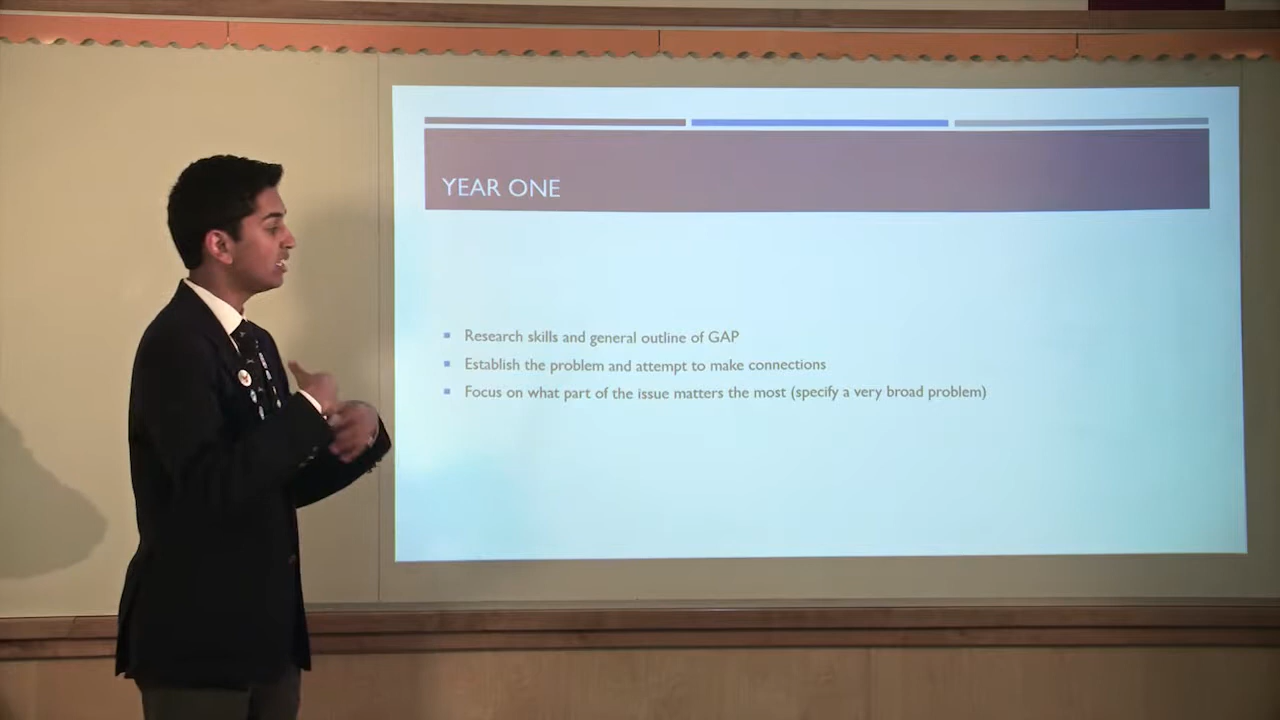 YEAR ONE
Research skills and general outline of GAP
Establish the problem and attempt to make connections
Focus on what part of the issue matters the most (specify a very broad problem)